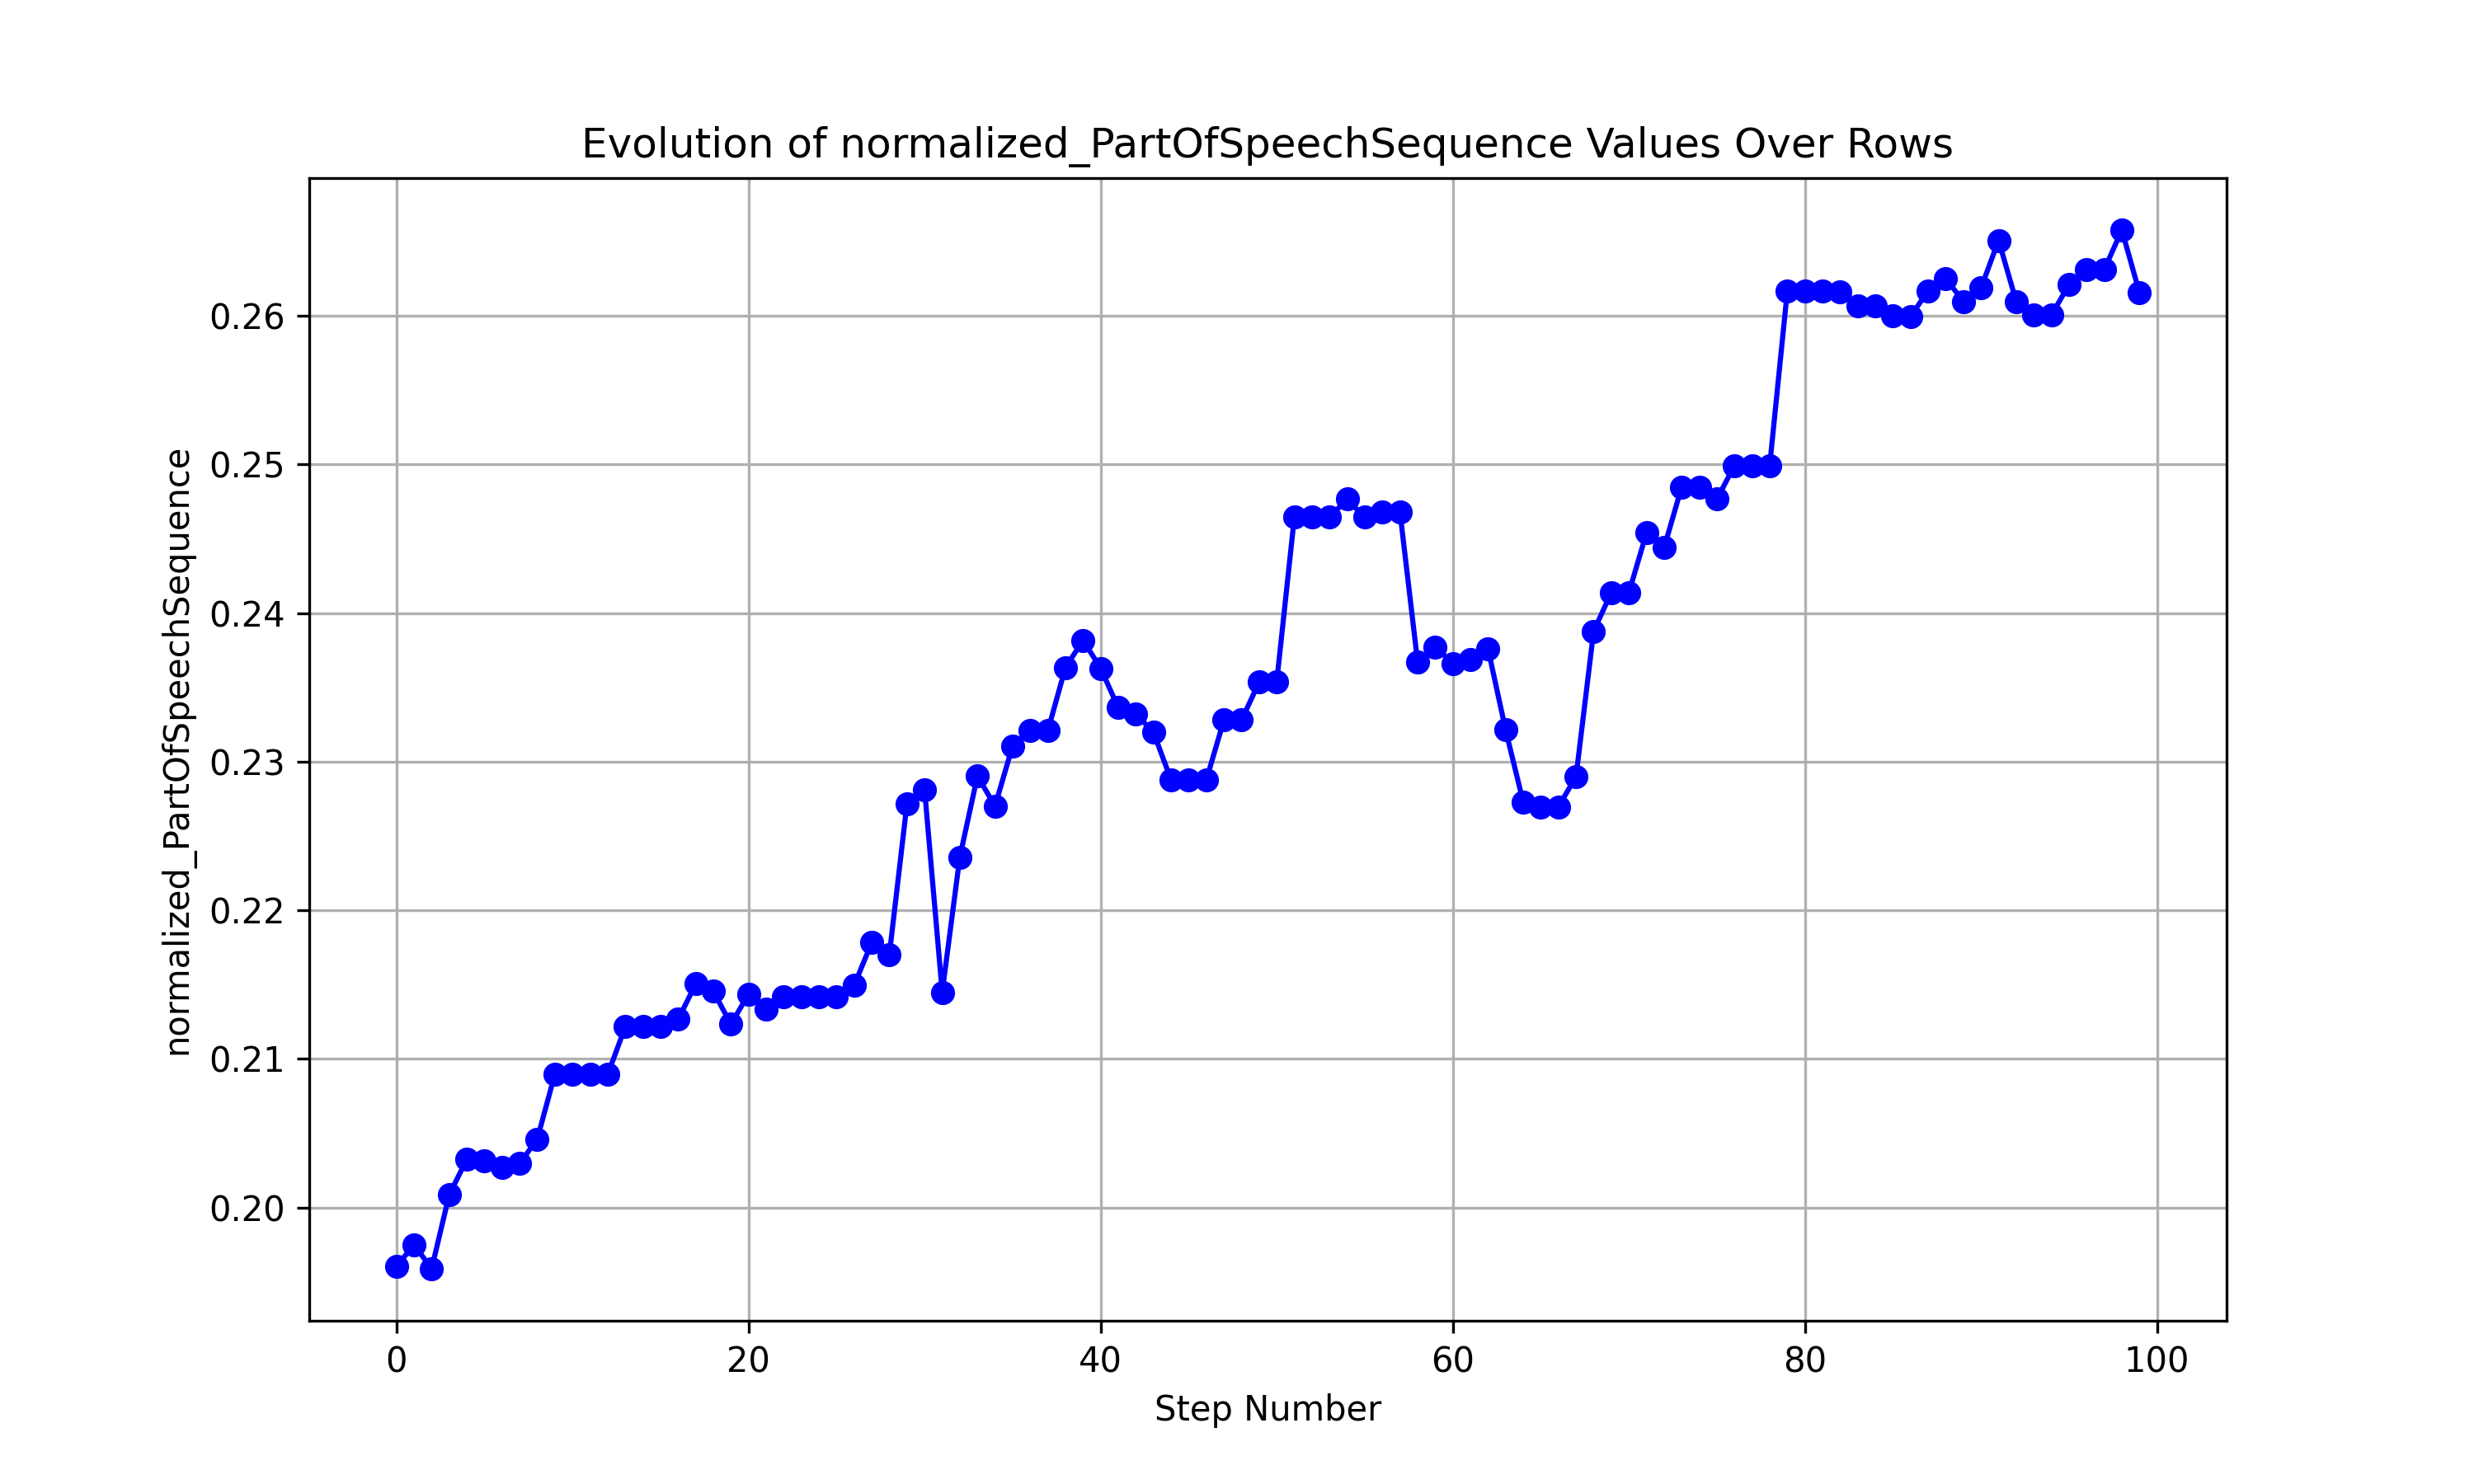 Evolution of normalized_PartOfSpeechSequence Values Over Rows
normalized_PartOfSpeechSequence
0.26
0.25
0.24
0.23
0.22
0.21
0.20
0 20 40 60 80 100
Step Number